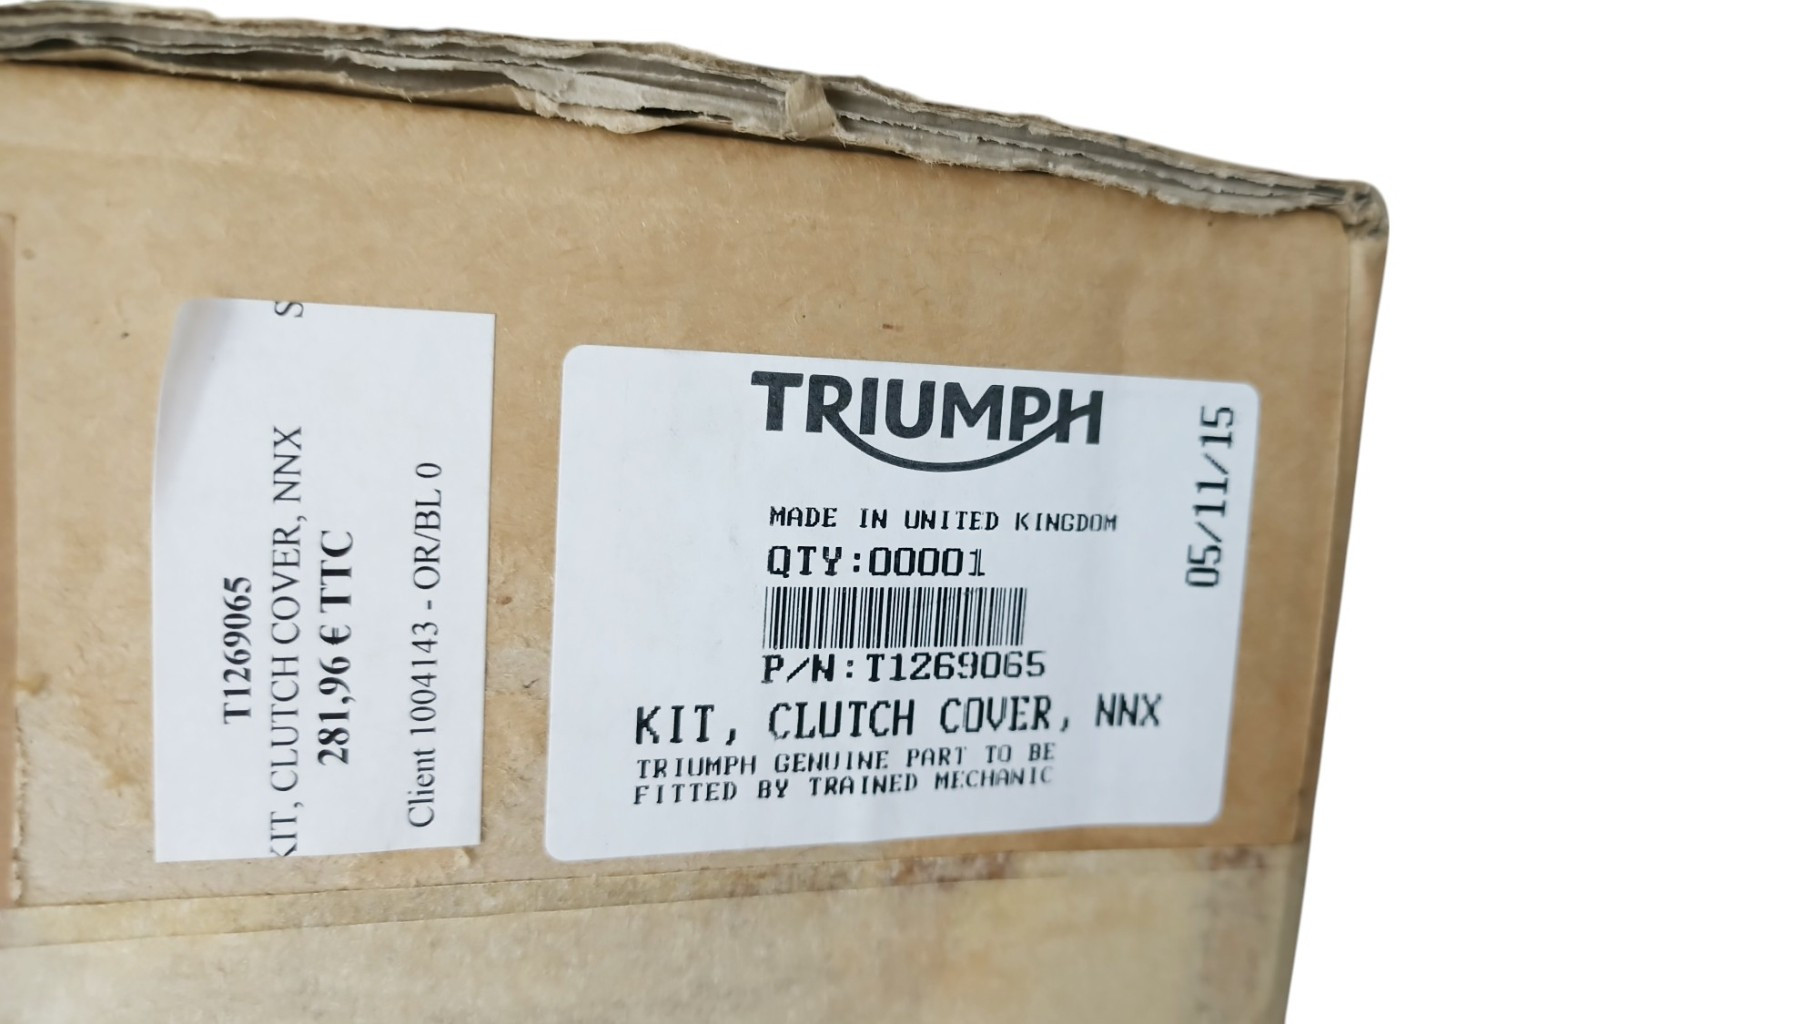 S
T1269065
KIT, CLUTCH COVER, NNX
281,96 € TTC
Client 1004143 - OR/BL 0
TRIUMPH
05/11/15
MADE IN UNITED KINGDOM
QTY:00001
P/N:T1269065
KIT, CLUTCH COVER, NNX
TRIUMPH GENUINE PART TO BE
FITTED BY TRAINED MECHANIC